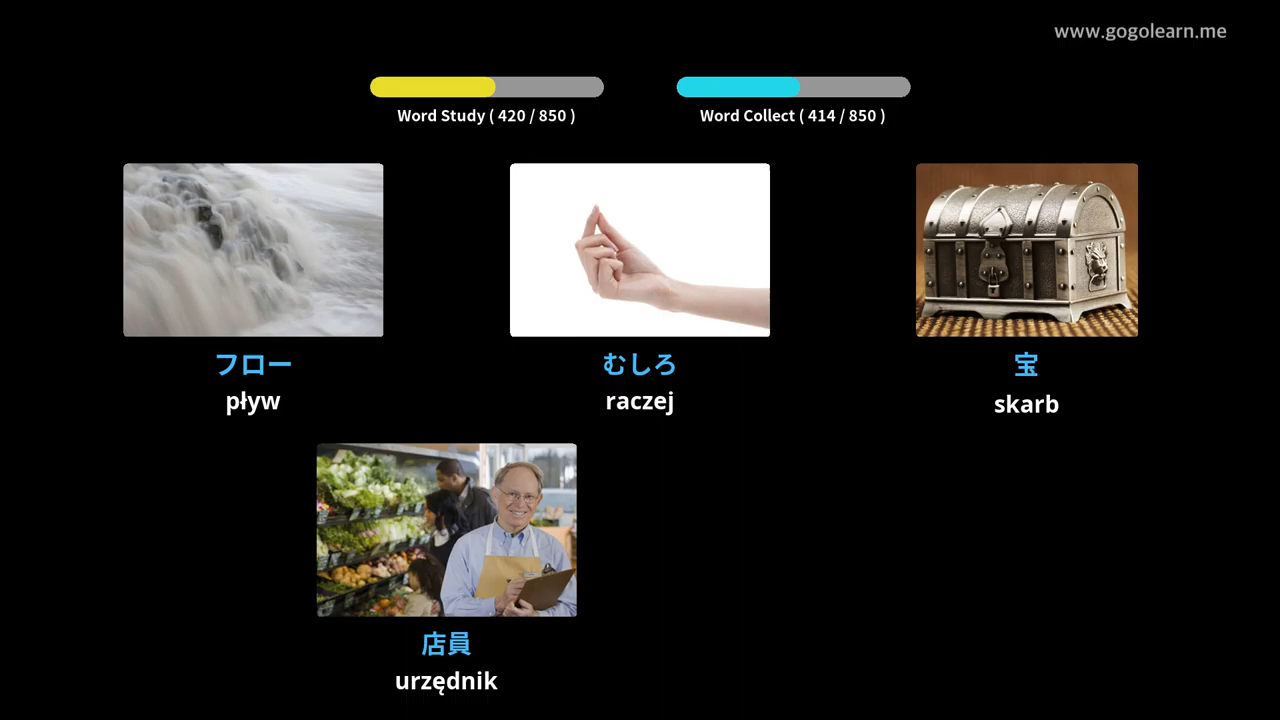 www.gogolearn.me
Word Study ( 420 / 850 )
Word Collect ( 414 / 850 )
フロー
pływ
むしろ
raczej
宝
skarb
店員
urzędnik